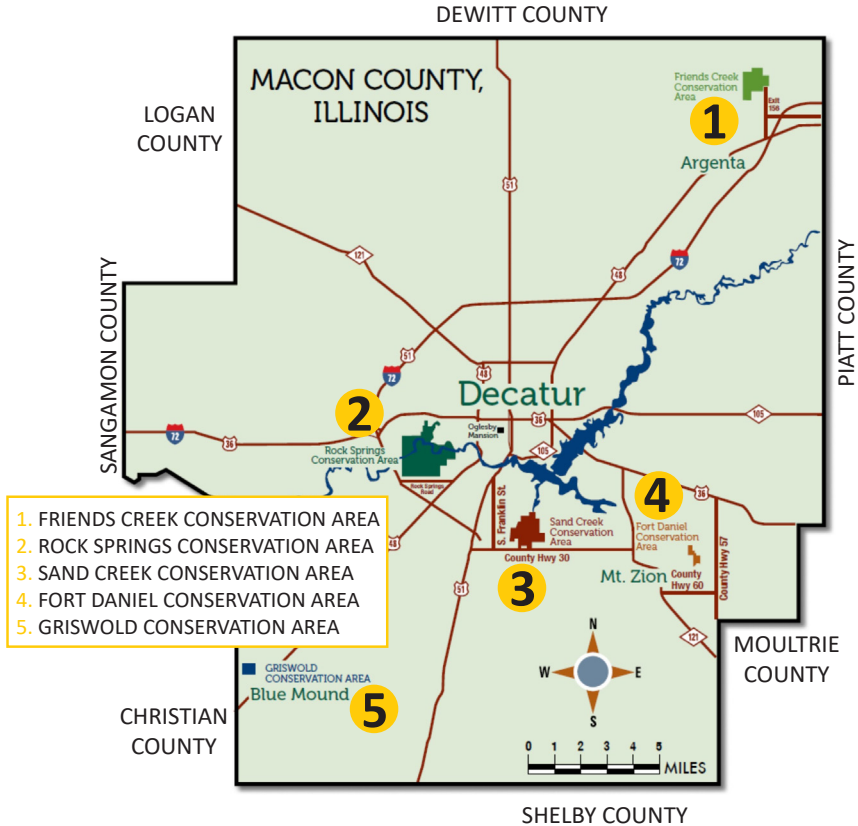 DEWITT COUNTY
MACON COUNTY,
ILLINOIS
LOGAN
COUNTY
Friends Creek
Conservation
Area
1
Exit
156
Argenta
51
121
48
72
SANGAMON COUNTY
PIATT COUNTY
51
72
48
Decatur
2
36
105
Oglesby
Mansion
72
36
Rock Springs
Conservation Area
105
Rock Springs
Road
4
36
S. Franklin St.
Sand Creek
Conservation
Area
Fort Daniel
Conservation
Area
County Hwy 57
1. FRIENDS CREEK CONSERVATION AREA
2. ROCK SPRINGS CONSERVATION AREA
3. SAND CREEK CONSERVATION AREA
4. FORT DANIEL CONSERVATION AREA
5. GRISWOLD CONSERVATION AREA
48
County Hwy 30
3
51
Mt. Zion
County
Hwy 60
121
MOULTRIE
COUNTY
N
W
E
S
GRISWOLD
CONSERVATION AREA
Blue Mound
5
CHRISTIAN
COUNTY
0 1 2 3 4 5
MILES
SHELBY COUNTY